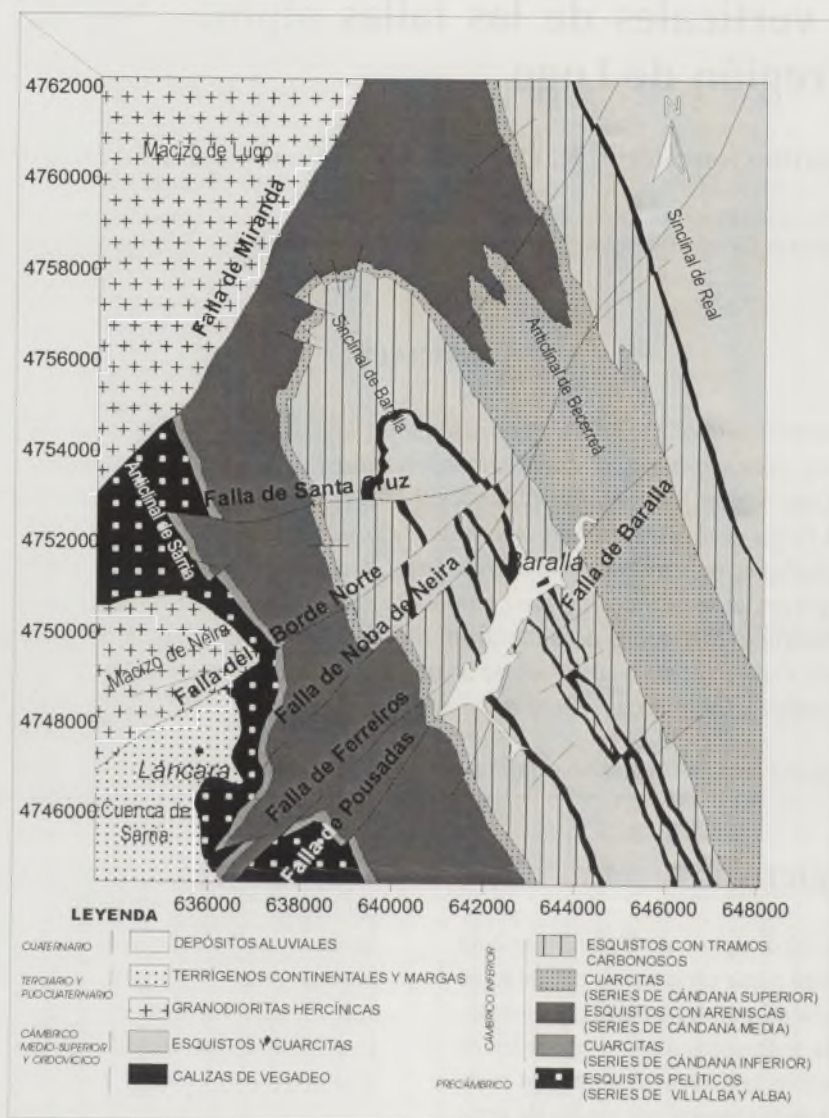 4762000
4760000
4758000
4756000
4754000
4752000
4750000
4748000
4746000
Macizo de Lugo
Falla de Miranda
N
Sinclinal de Real
Sinclinal de Baralla
Anticlinal de Becerreá
Falla de Santa Cruz
Anticlinal de Sarria
Baralla
Falla de Baralla
Macizo de Neira
Falla del Borde Norte
Falla de Noba de Neira
Falla de Ferreiros
Falla de Pousadas
Láncara
Cuenca de
Sarria
636000 638000 640000 642000 644000 646000 648000
LEYENDA
CUATERNARIO
DEPÓSITOS ALUVIALES
TERCIARIO Y
PLIOCUATERNARIO
TERRÍGENOS CONTINENTALES Y MARGAS
GRANODIORITAS HERCÍNICAS
CÁMBRICO
MEDIO-SUPERIOR
Y ORDOVICICO
ESQUISTOS Y CUARCITAS
CALIZAS DE VEGADEO
CÁMBRICO INFERIOR
ESQUISTOS CON TRAMOS
CARBONOSOS
CUARCITAS
(SERIES DE CÁNDANA SUPERIOR)
ESQUISTOS CON ARENISCAS
(SERIES DE CÁNDANA MEDIA)
CUARCITAS
(SERIES DE CÁNDANA INFERIOR)
PRECÁMBRICO
ESQUISTOS PELÍTICOS
(SERIES DE VILLALBA Y ALBA)